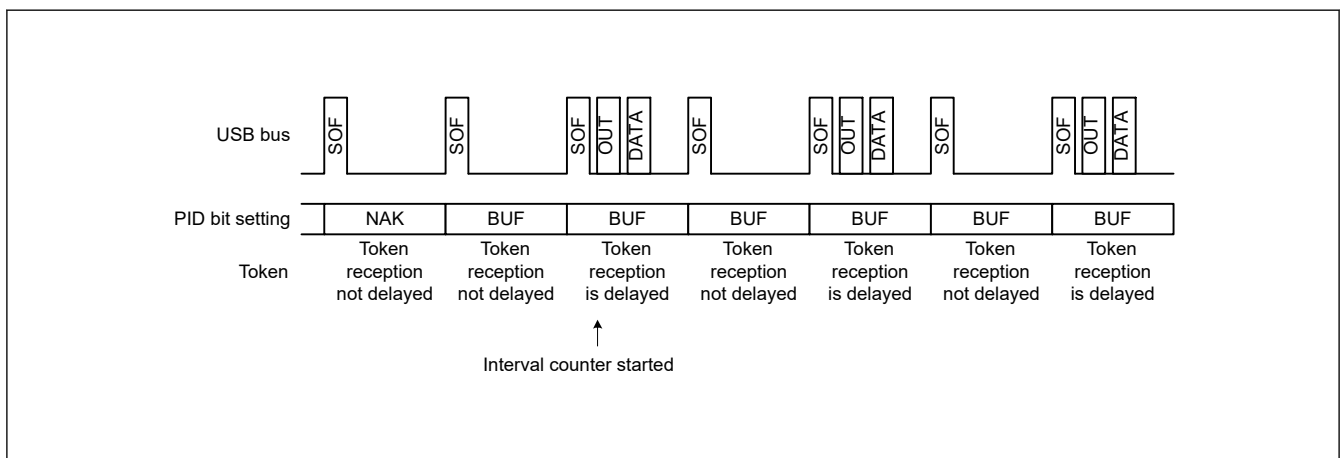 USB bus
SOF
SOF
SOF
OUT
DATA
SOF
SOF
OUT
DATA
SOF
SOF
OUT
DATA
PID bit setting
NAK
BUF
BUF
BUF
BUF
BUF
BUF
Token
Token
reception
not delayed
Token
reception
not delayed
Token
reception
is delayed
Token
reception
not delayed
Token
reception
is delayed
Token
reception
not delayed
Token
reception
is delayed
Interval counter started